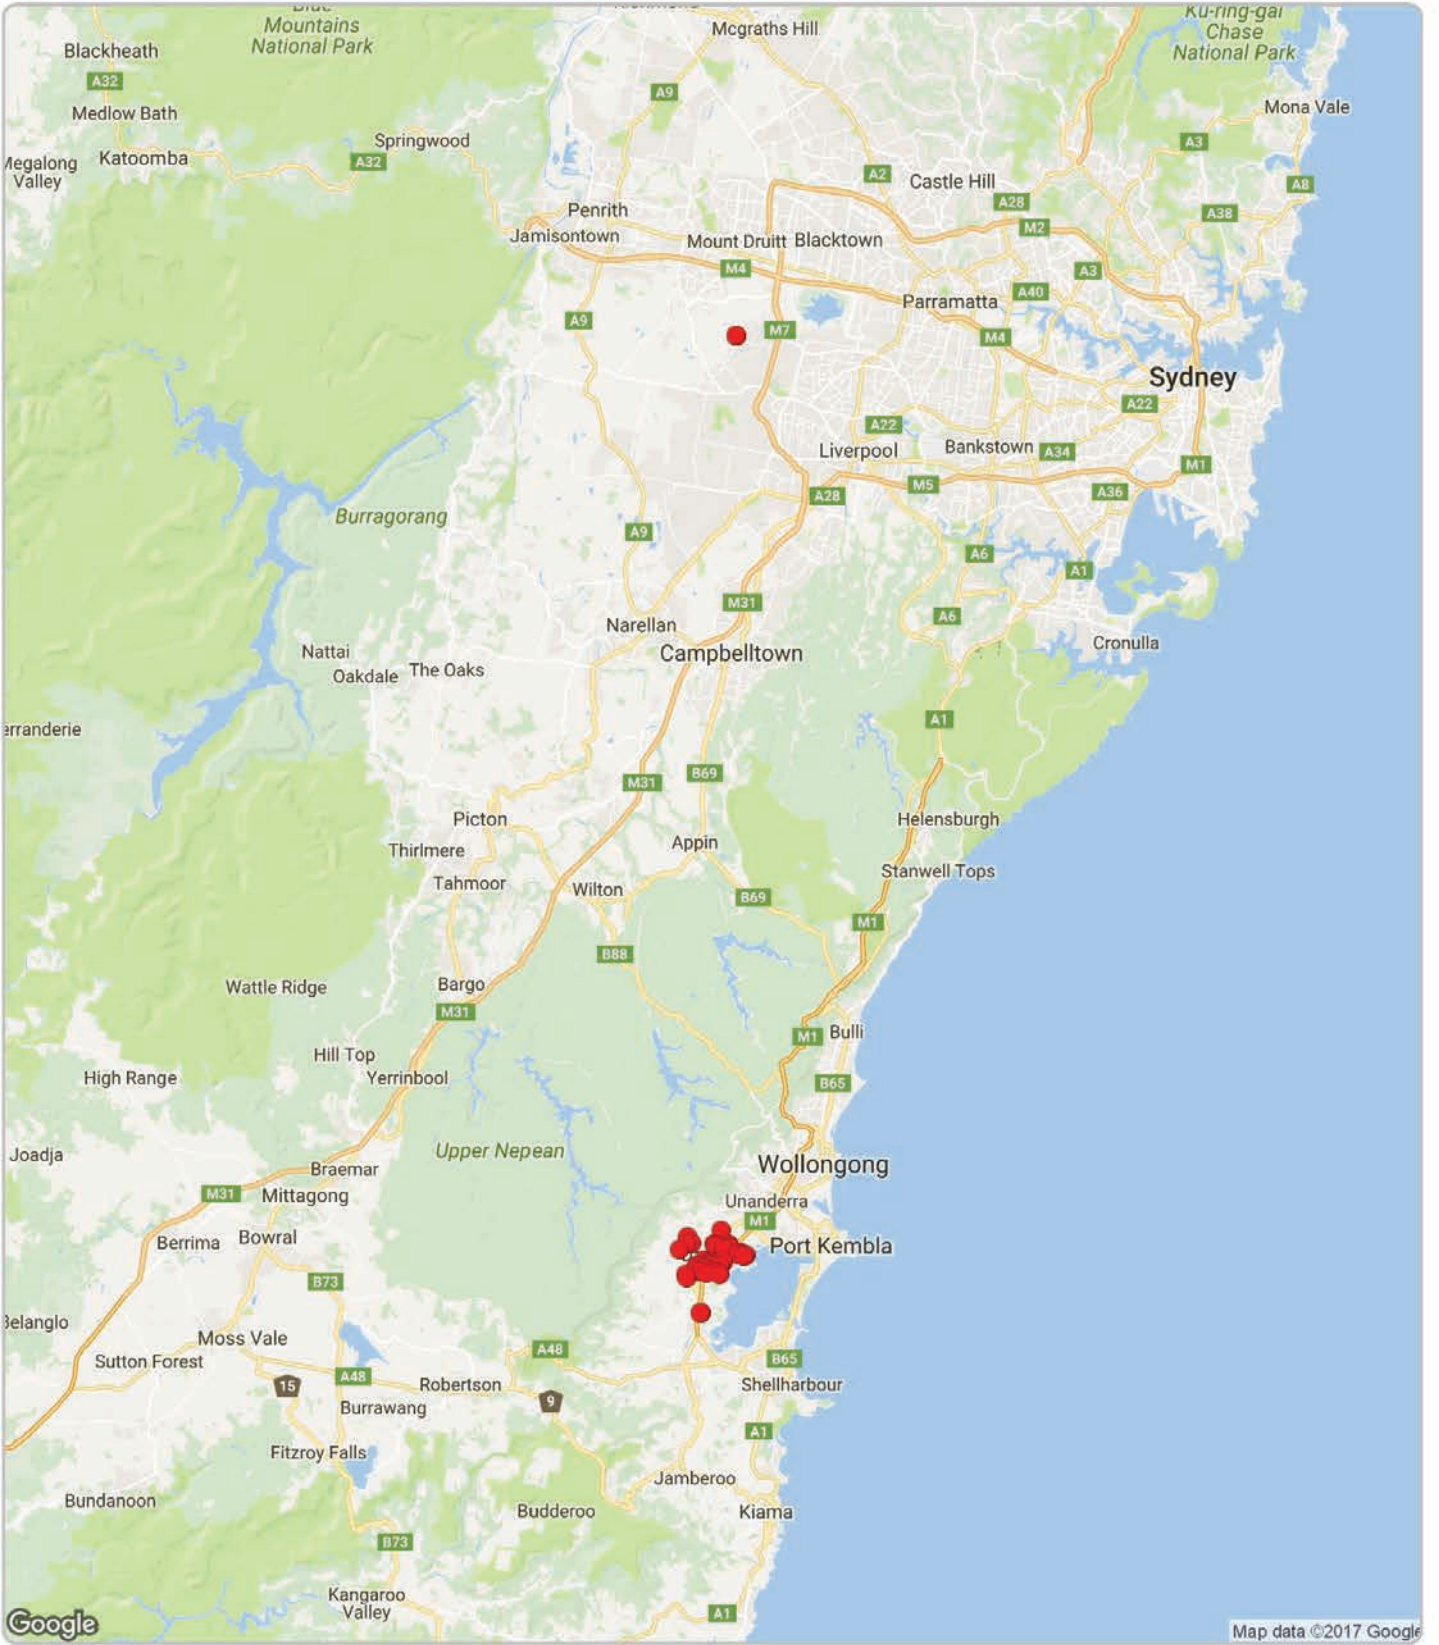 Blue
Mountains
National Park
Ku-ring-gai
Chase
National Park
Mcgraths Hill
Blackheath
A32
A9
Medlow Bath
Mona Vale
Springwood
A3
Katoomba
A32
Megalong
Valley
A2
Castle Hill
A8
A28
A38
Penrith
M2
Jamisontown
Mount Druitt
Blacktown
M4
A3
A40
Parramatta
A9
M7
M4
Sydney
A22
A22
Liverpool
Bankstown
A34
M1
M5
A28
A36
Burragorang
A9
A6
A1
M31
A6
Narellan
Cronulla
Campbelltown
Nattai
Oakdale
The Oaks
A1
erranderie
M31
B69
Picton
Helensburgh
Appin
Thirlmere
Stanwell Tops
Tahmoor
Wilton
B69
M1
B88
Bargo
Wattle Ridge
M31
M1
Bulli
Hill Top
High Range
Yerrinbool
B65
Upper Nepean
Joadja
Wollongong
Braemar
M31
Mittagong
Unanderra
M1
Berrima
Bowral
Port Kembla
B73
Belanglo
Moss Vale
A48
Sutton Forest
B65
A48
15
Robertson
Shellharbour
9
Burrawang
A1
Fitzroy Falls
Jamberoo
Bundanoon
Budderoo
Kiama
B73
Kangaroo
Valley
A1
Google
Map data ©2017 Google